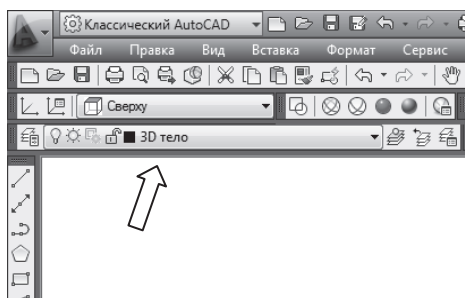 Классический AutoCAD
Файл Правка Вид Вставка Формат Сервис
Сверху
3D тело